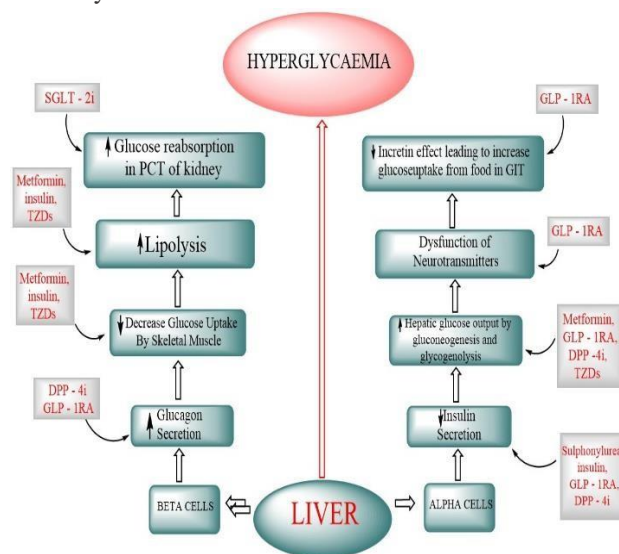 HYPERGLYCAEMIA
SGLT - 2i
Glucose reabsorption
in PCT of kidney
Metformin,
insulin,
TZDs
Lipolysis
Metformin,
insulin,
TZDs
Decrease Glucose Uptake
By Skeletal Muscle
DPP - 4i
GLP - 1RA
Glucagon
Secretion
BETA CELLS
LIVER
ALPHA CELLS
GLP - 1RA
Incretin effect leading to increase
glucoseuptake from food in GIT
GLP - 1RA
Dysfunction of
Neurotransmitters
Hepatic glucose output by
gluconeogenesis and
glycogenolysis
Metformin,
GLP - 1RA,
DPP -4i,
TZDs
Insulin
Secretion
insulin,
GLP - 1RA,
DPP - 4i